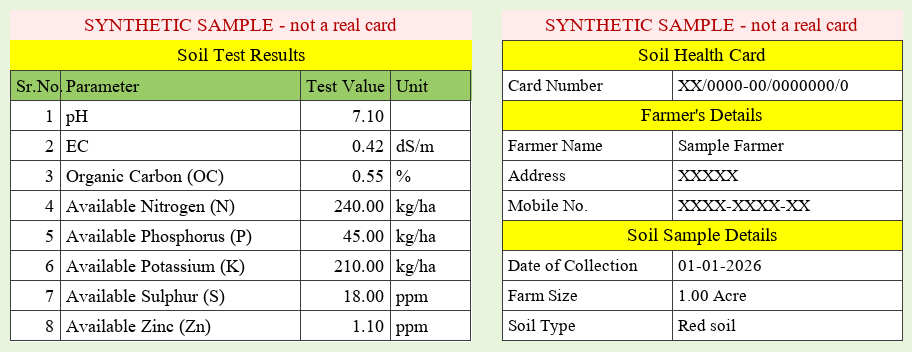 SYNTHETIC SAMPLE - not a real card
Soil Test Results
Sr.No. Parameter Test Value Unit
1 pH 7.10
2 EC 0.42 dS/m
3 Organic Carbon (OC) 0.55 %
4 Available Nitrogen (N) 240.00 kg/ha
5 Available Phosphorus (P) 45.00 kg/ha
6 Available Potassium (K) 210.00 kg/ha
7 Available Sulphur (S) 18.00 ppm
8 Available Zinc (Zn) 1.10 ppm
SYNTHETIC SAMPLE - not a real card
Soil Health Card
Card Number XX/0000-00/0000000/0
Farmer's Details
Farmer Name Sample Farmer
Address XXXXX
Mobile No. XXXX-XXXX-XX
Soil Sample Details
Date of Collection 01-01-2026
Farm Size 1.00 Acre
Soil Type Red soil